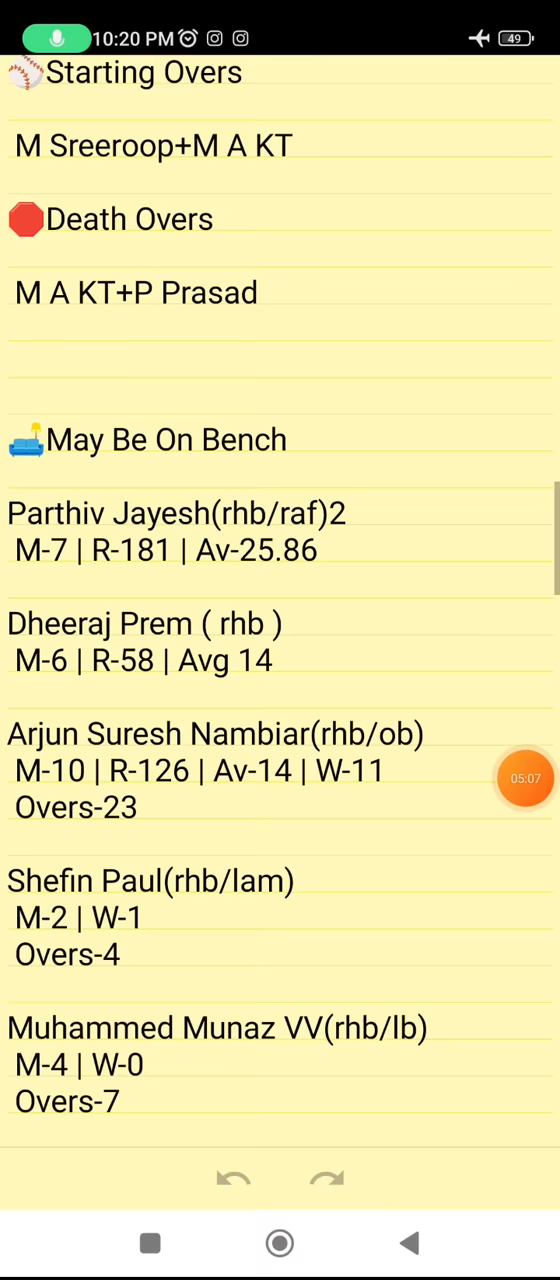 10:20 PM 49
Starting Overs
M Sreeroop+M A KT
Death Overs
M A KT+P Prasad
May Be On Bench
Parthiv Jayesh(rhb/raf)2
M-7 | R-181 | Av-25.86
Dheeraj Prem ( rhb )
M-6 | R-58 | Avg 14
Arjun Suresh Nambiar(rhb/ob)
M-10 | R-126 | Av-14 | W-11
05:07
Overs-23
Shefin Paul(rhb/lam)
M-2 | W-1
Overs-4
Muhammed Munaz VV(rhb/lb)
M-4 | W-0
Overs-7